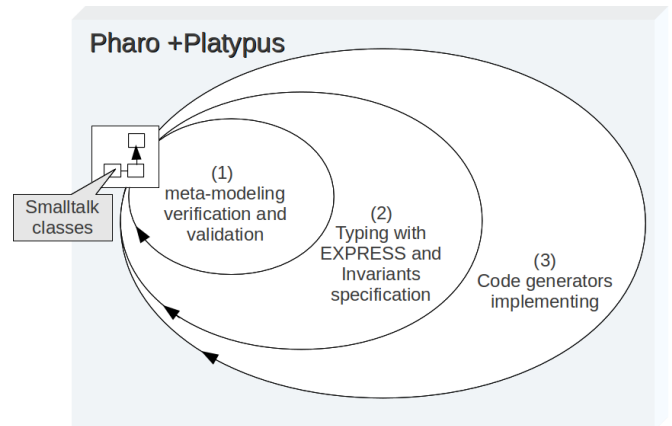 Pharo +Platypus
Smalltalk
classes
(1)
meta-modeling
verification and
validation
(2)
Typing with
EXPRESS and
Invariants
specification
(3)
Code generators
implementing